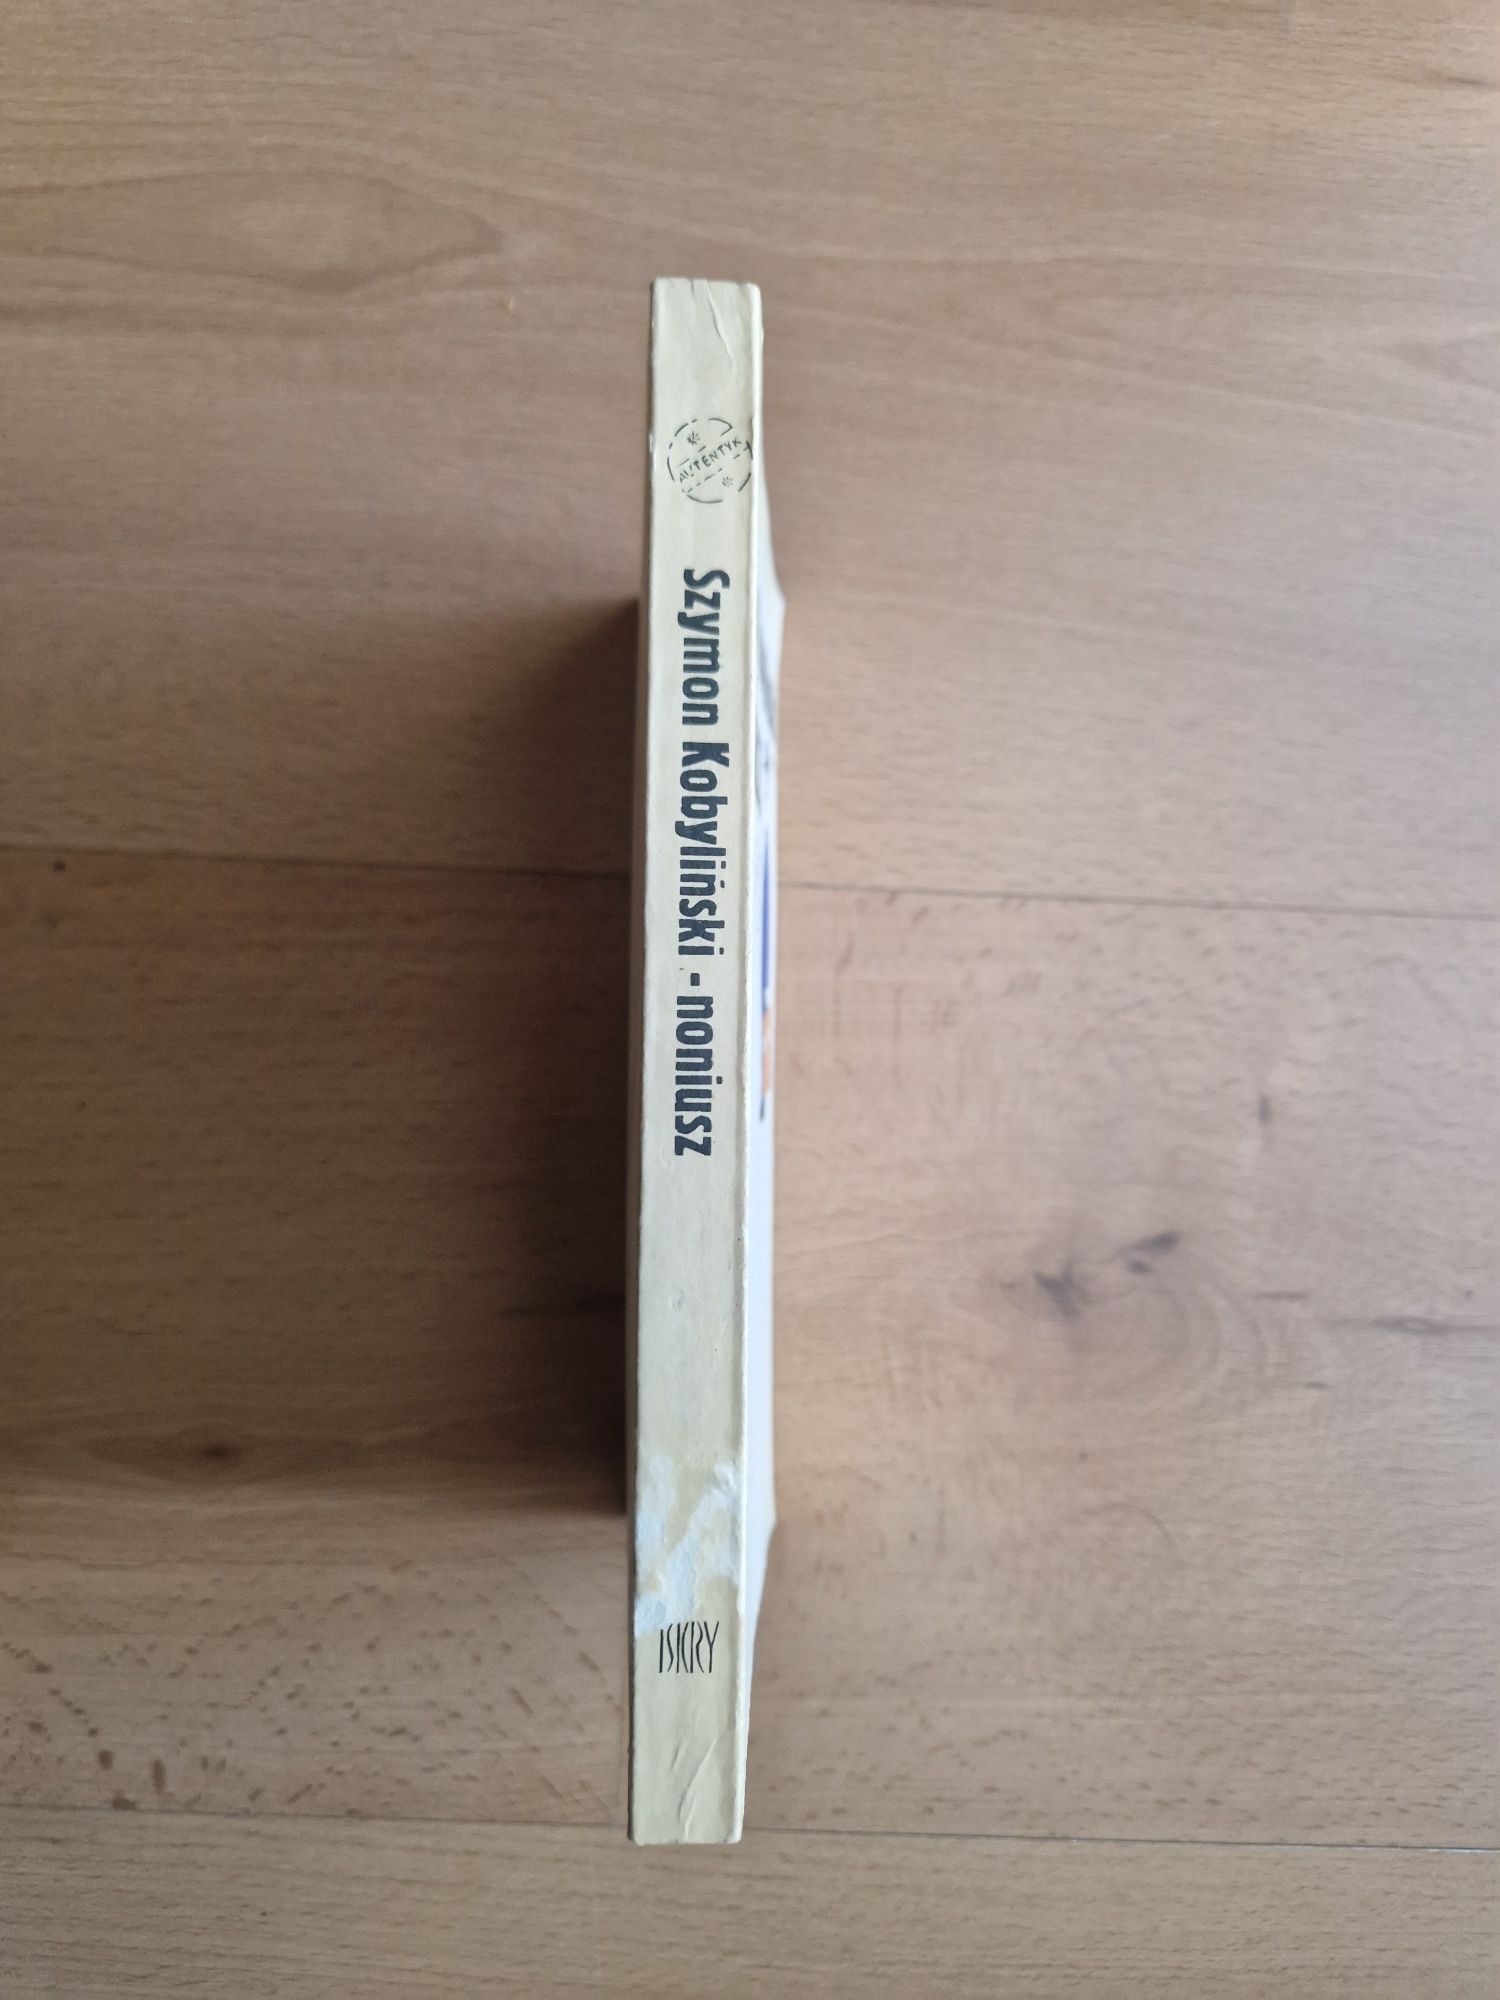 AUTENTYK
Szymon Kobyliński - noniusz
ISKRY